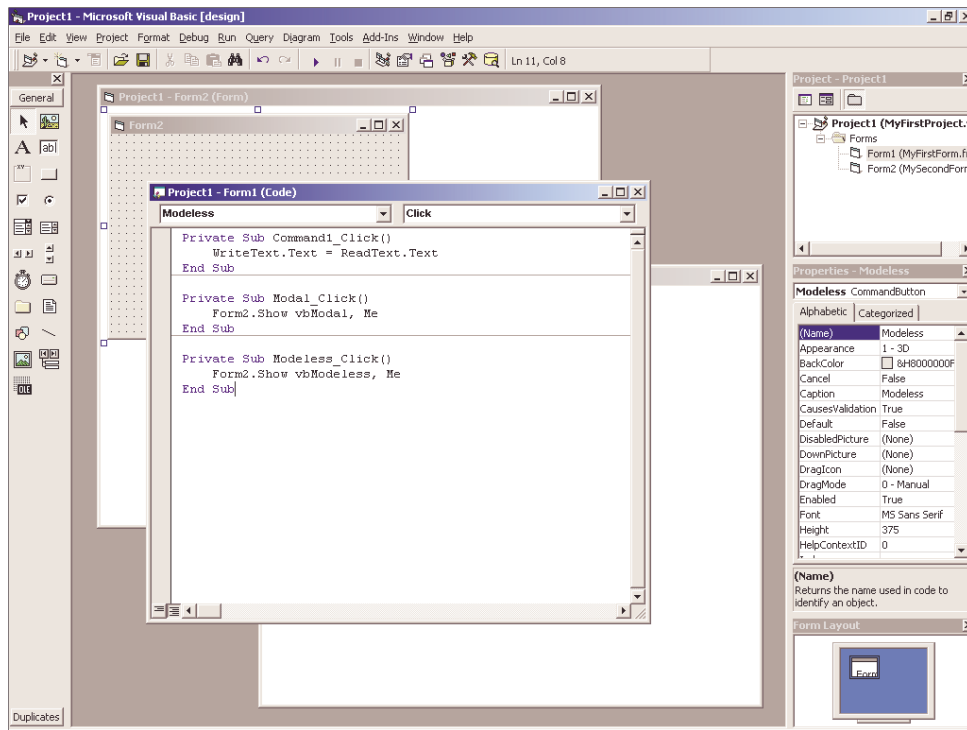 Project1 - Microsoft Visual Basic [design]
File Edit View Project Format Debug Run Query Diagram Tools Add-Ins Window Help
Ln 11, Col 8
General
Project1 - Form2 (Form)
Form2
Project1 - Form1 (Code)
Modeless Click
Private Sub Command1_Click()
WriteText.Text = ReadText.Text
End Sub
Private Sub Modal_Click()
Form2.Show vbModal, Me
End Sub
Private Sub Modeless_Click()
Form2.Show vbModeless, Me
End Sub
A
ab
XY
OLE
Duplicates
Project - Project1
Project1 (MyFirstProject.
Forms
Form1 (MyFirstForm.f
Form2 (MySecondForm
Properties - Modeless
Modeless CommandButton
Alphabetic Categorized
(Name) Modeless
Appearance 1 - 3D
BackColor &H8000000F
Cancel False
Caption Modeless
CausesValidation True
Default False
DisabledPicture (None)
DownPicture (None)
DragIcon (None)
DragMode 0 - Manual
Enabled True
Font MS Sans Serif
Height 375
HelpContextID 0
(Name)
Returns the name used in code to
identify an object.
Form Layout
Form